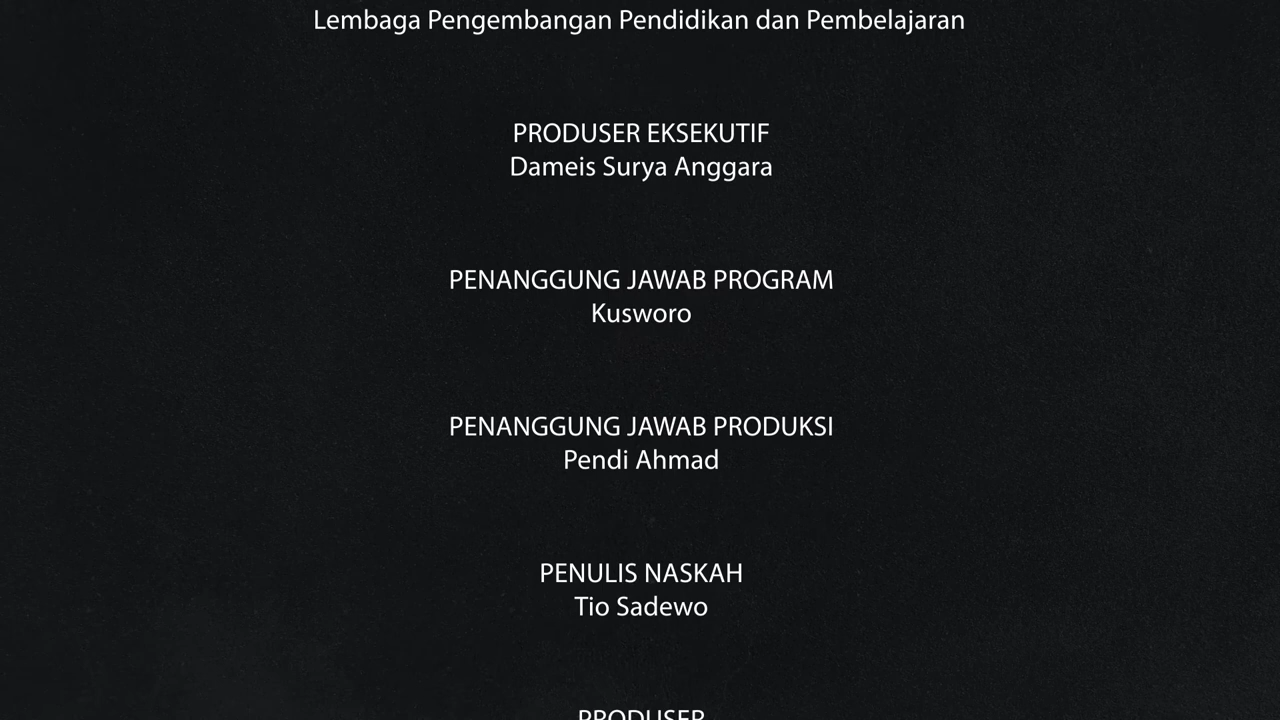 Lembaga Pengembangan Pendidikan dan Pembelajaran
PRODUSER EKSEKUTIF
Dameis Surya Anggara
PENANGGUNG JAWAB PROGRAM
Kusworo
PENANGGUNG JAWAB PRODUKSI
Pendi Ahmad
PENULIS NASKAH
Tio Sadewo
PRODUSER